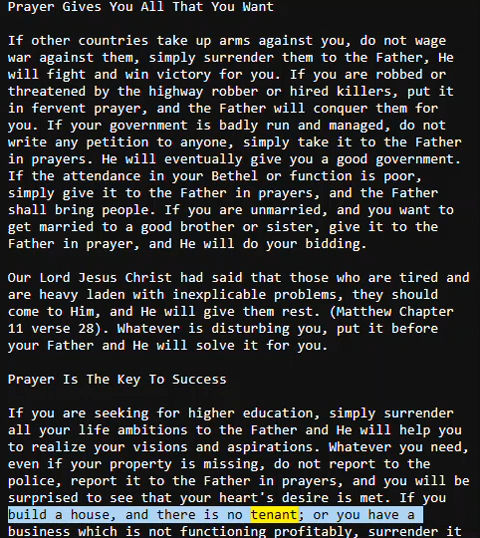 Prayer Gives You All That You Want
If other countries take up arms against you, do not wage
war against them, simply surrender them to the Father, He
will fight and win victory for you. If you are robbed or
threatened by the highway robber or hired killers, put it
in fervent prayer, and the Father will conquer them for
you. If your government is badly run and managed, do not
write any petition to anyone, simply take it to the Father
in prayers. He will eventually give you a good government.
If the attendance in your Bethel or function is poor,
simply give it to the Father in prayers, and the Father
shall bring people. If you are unmarried, and you want to
get married to a good brother or sister, give it to the
Father in prayer, and He will do your bidding.
Our Lord Jesus Christ had said that those who are tired and
are heavy laden with inexplicable problems, they should
come to Him, and He will give them rest. (Matthew Chapter
11 verse 28). Whatever is disturbing you, put it before
your Father and He will solve it for you.
Prayer Is The Key To Success
If you are seeking for higher education, simply surrender
all your life ambitions to the Father and He will help you
to realize your visions and aspirations. Whatever you need,
even if your property is missing, do not report to the
police, report it to the Father in prayers, and you will be
surprised to see that your heart's desire is met. If you
build a house, and there is no tenant; or you have a
business which is not functioning profitably, surrender it